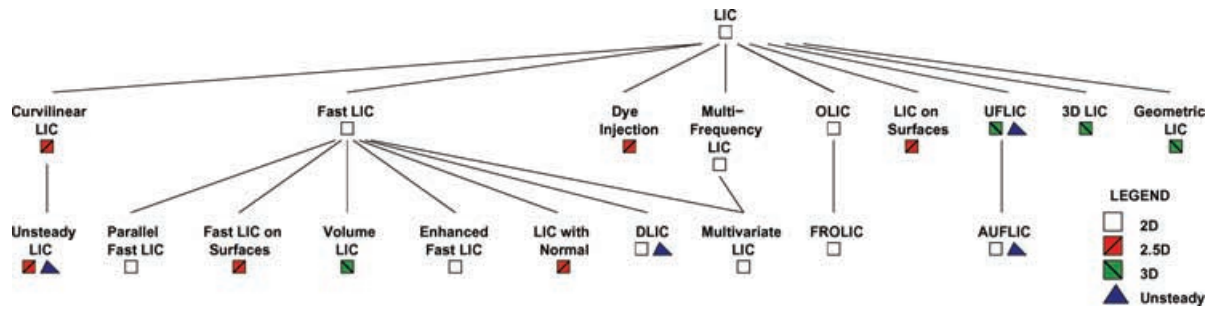 LIC
Curvilinear
LIC
Fast LIC
Dye
Injection
Multi-
Frequency
LIC
OLIC
LIC on
Surfaces
UFLIC
3D LIC
Geometric
LIC
Unsteady
LIC
Parallel
Fast LIC
Fast LIC on
Surfaces
Volume
LIC
Enhanced
Fast LIC
LIC with
Normal
DLIC
Multivariate
LIC
FROLIC
AUFLIC
LEGEND
2D
2.5D
3D
Unsteady